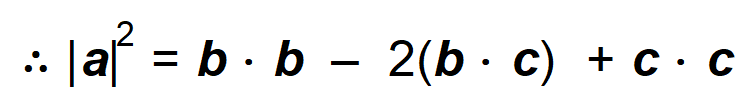 ∴ |a|² = b · b – 2(b · c) + c · c